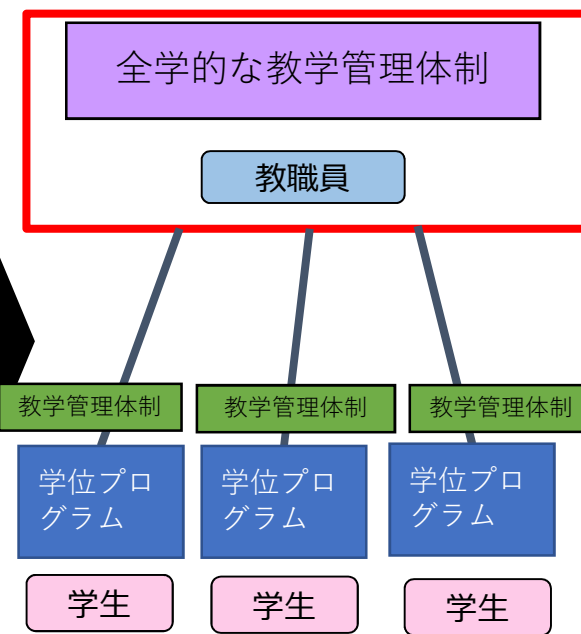 全学的な教学管理体制
教職員
教学管理体制
教学管理体制
教学管理体制
学位プロ
グラム
学位プロ
グラム
学位プロ
グラム
学生
学生
学生